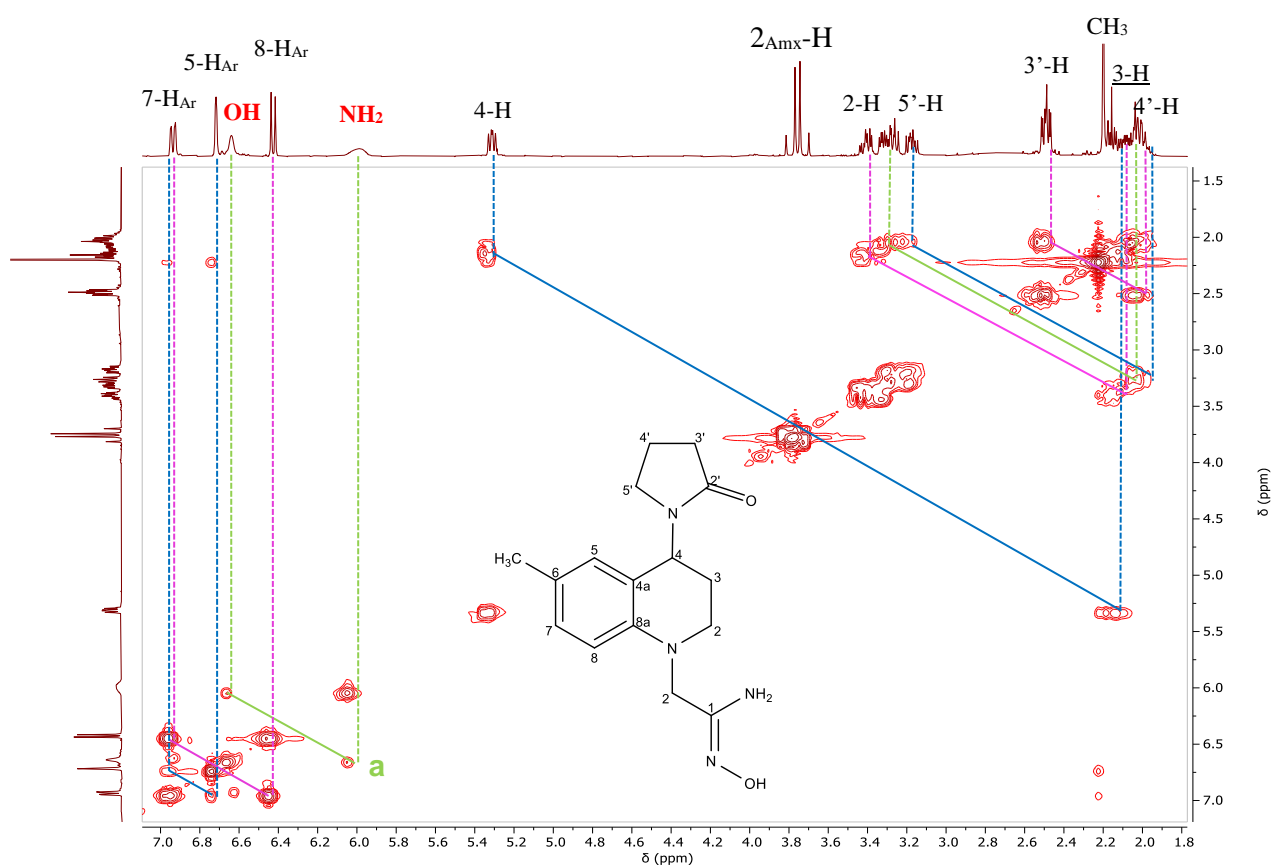 CH₃
2Amx-H
8-HAr
5-HAr
3'-H
3-H
7-HAr
OH
NH₂
4-H
2-H
5'-H
4'-H
1.5
2.0
2.5
3.0
3.5
4.0
4.5
5.0
5.5
6.0
6.5
7.0
δ (ppm)
4'
3'
5'
2'
N
O
H₃C
5
4
6
4a
3
7
8a
2
8
N
2
1
NH₂
N
OH
a
7.0 6.8 6.6 6.4 6.2 6.0 5.8 5.6 5.4 5.2 5.0 4.8 4.6 4.4 4.2 4.0 3.8 3.6 3.4 3.2 3.0 2.8 2.6 2.4 2.2 2.0 1.8
δ (ppm)